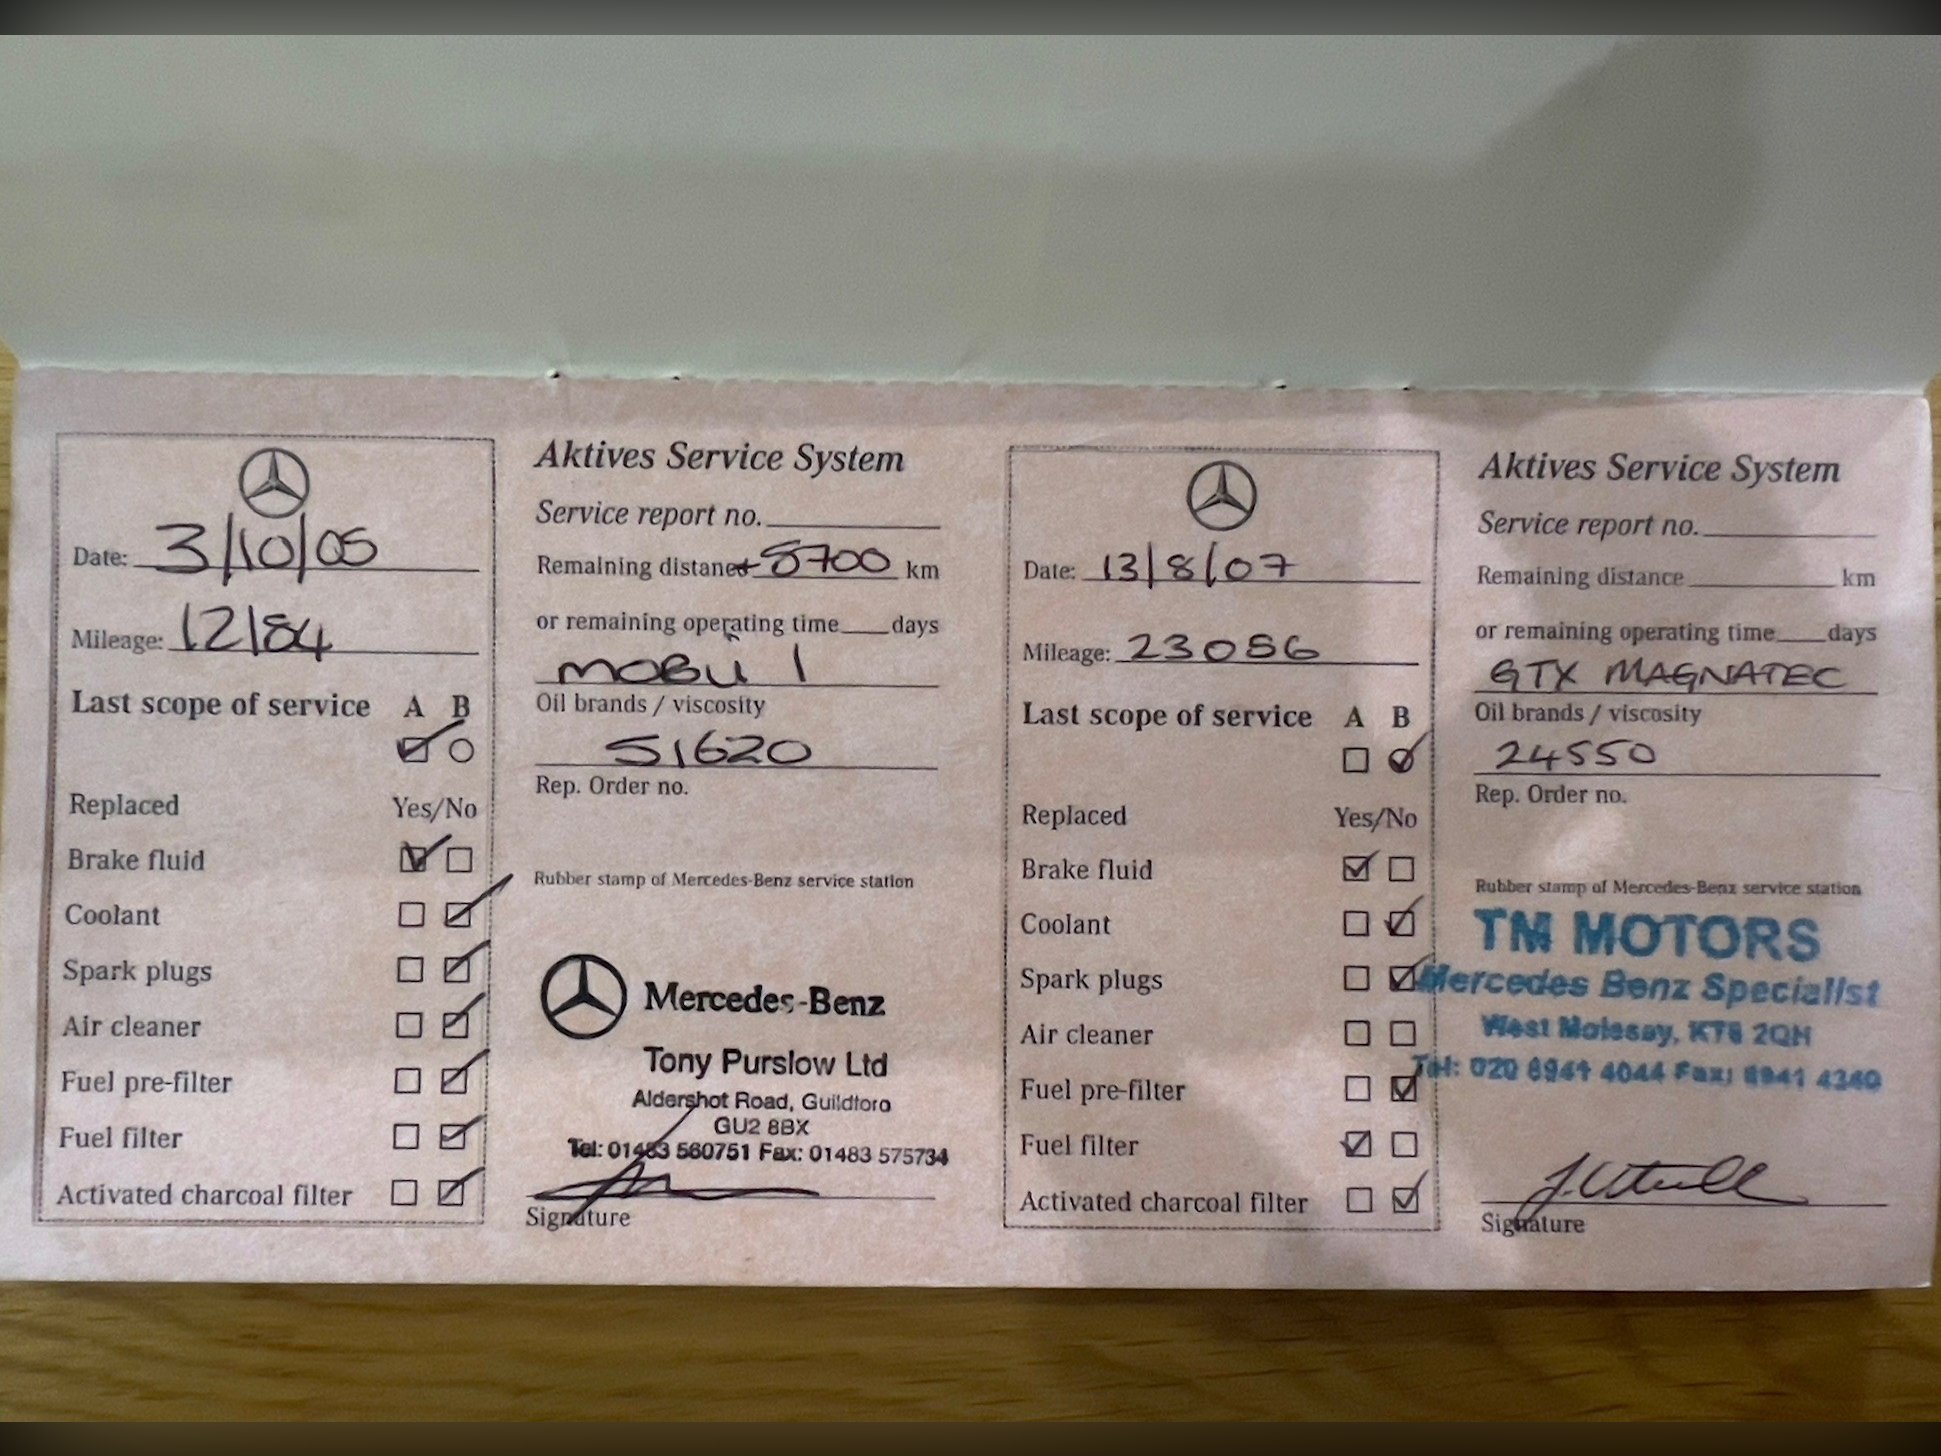 Date: 3/10/05
Mileage: 12184
Last scope of service A B
Replaced Yes/No
Brake fluid
Coolant
Spark plugs
Air cleaner
Fuel pre-filter
Fuel filter
Activated charcoal filter
Aktives Service System
Service report no.
Remaining distance + 8700 km
or remaining operating time days
MOBIL 1
Oil brands / viscosity
51620
Rep. Order no.
Rubber stamp of Mercedes-Benz service station
Mercedes-Benz
Tony Purslow Ltd
Aldershot Road, Guildford
GU2 8BX
Tel: 01483 560751 Fax: 01483 575734
Signature
Date: 13/8/07
Mileage: 23056
Last scope of service A B
Replaced Yes/No
Brake fluid
Coolant
Spark plugs
Air cleaner
Fuel pre-filter
Fuel filter
Activated charcoal filter
Aktives Service System
Service report no.
Remaining distance km
or remaining operating time days
GTX MAGNATEC
Oil brands / viscosity
24550
Rep. Order no.
Rubber stamp of Mercedes-Benz service station
TM MOTORS
Mercedes Benz Specialist
West Molesey, KT8 2QH
Tel: 020 8941 4044 Fax: 8941 4340
Signature